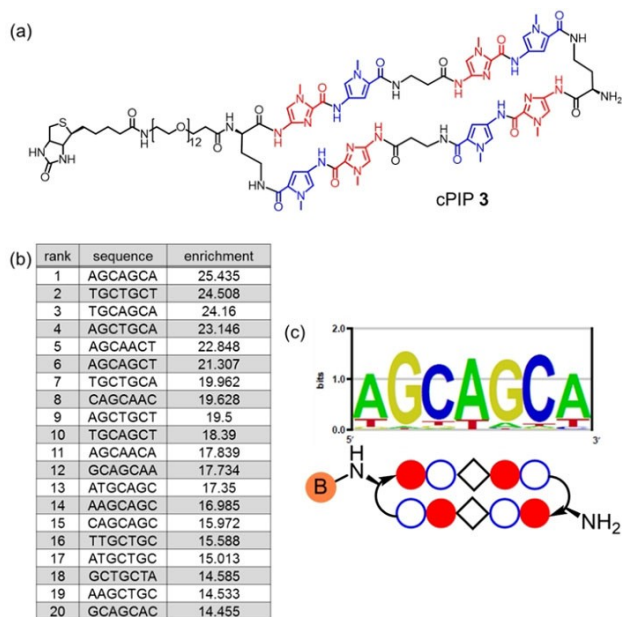 (a)
cPIP 3
12
NH2
(b)
rank sequence enrichment
1 AGCAGCA 25.435
2 TGCTGCT 24.508
3 TGCAGCA 24.16
4 AGCTGCA 23.146
5 AGCAACT 22.848
6 AGCAGCT 21.307
7 TGCTGCA 19.962
8 CAGCAAC 19.628
9 AGCTGCT 19.5
10 TGCAGCT 18.39
11 AGCAACA 17.839
12 GCAGCAA 17.734
13 ATGCAGC 17.35
14 AAGCAGC 16.985
15 CAGCAGC 15.972
16 TTGCTGC 15.588
17 ATGCTGC 15.013
18 GCTGCTA 14.585
19 AAGCTGC 14.533
20 GCAGCAC 14.455
(c)
2.0
bits
1.0
0.0
AGCAGCA
5' 3'
H
N
B
NH2